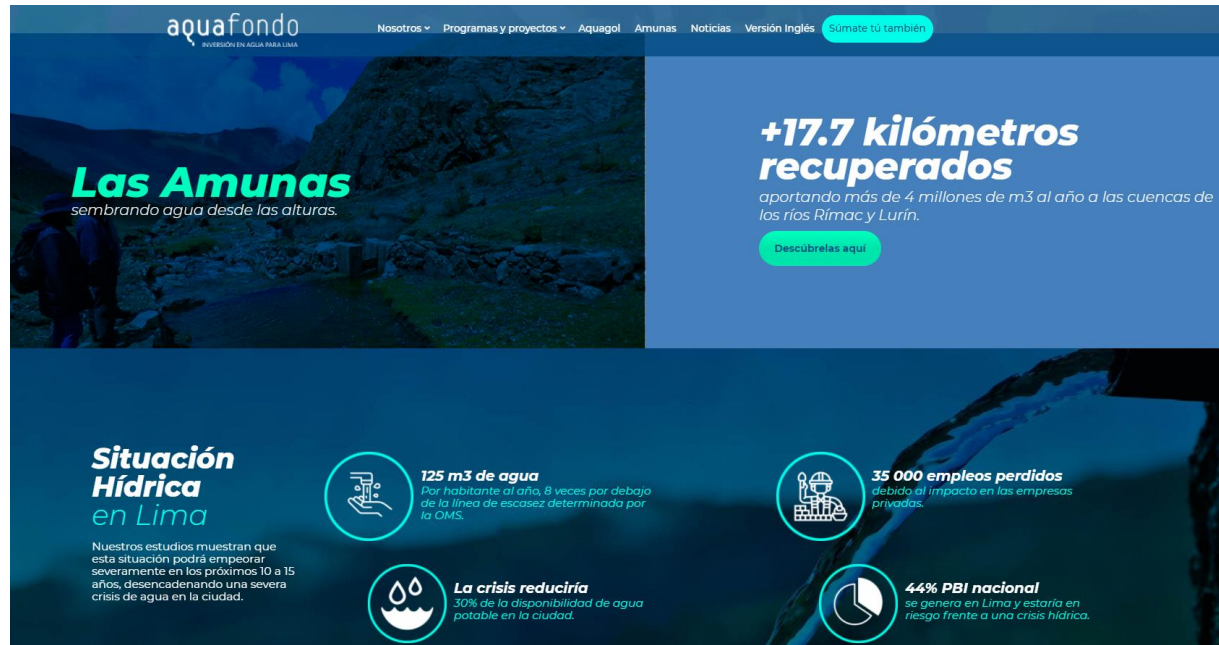 aquafondo
INVERSIÓN EN AGUA PARA LIMA
Nosotros Programas y proyectos Aquagol Amunas Noticias Versión Inglés Súmate tú también
Las Amunas
sembrando agua desde las alturas.
+17.7 kilómetros
recuperados
aportando más de 4 millones de m3 al año a las cuencas de
los ríos Rímac y Lurín.
Descúbrelas aquí
Situación
Hídrica
en Lima
Nuestros estudios muestran que
esta situación podrá empeorar
severamente en los próximos 10 a 15
años, desencadenando una severa
crisis de agua en la ciudad.
125 m3 de agua
Por habitante al año, 8 veces por debajo
de la línea de escasez determinada por
la OMS.
35 000 empleos perdidos
debido al impacto en las empresas
privadas.
La crisis reduciría
30% de la disponibilidad de agua
potable en la ciudad.
44% PBI nacional
se genera en Lima y estaría en
riesgo frente a una crisis hídrica.